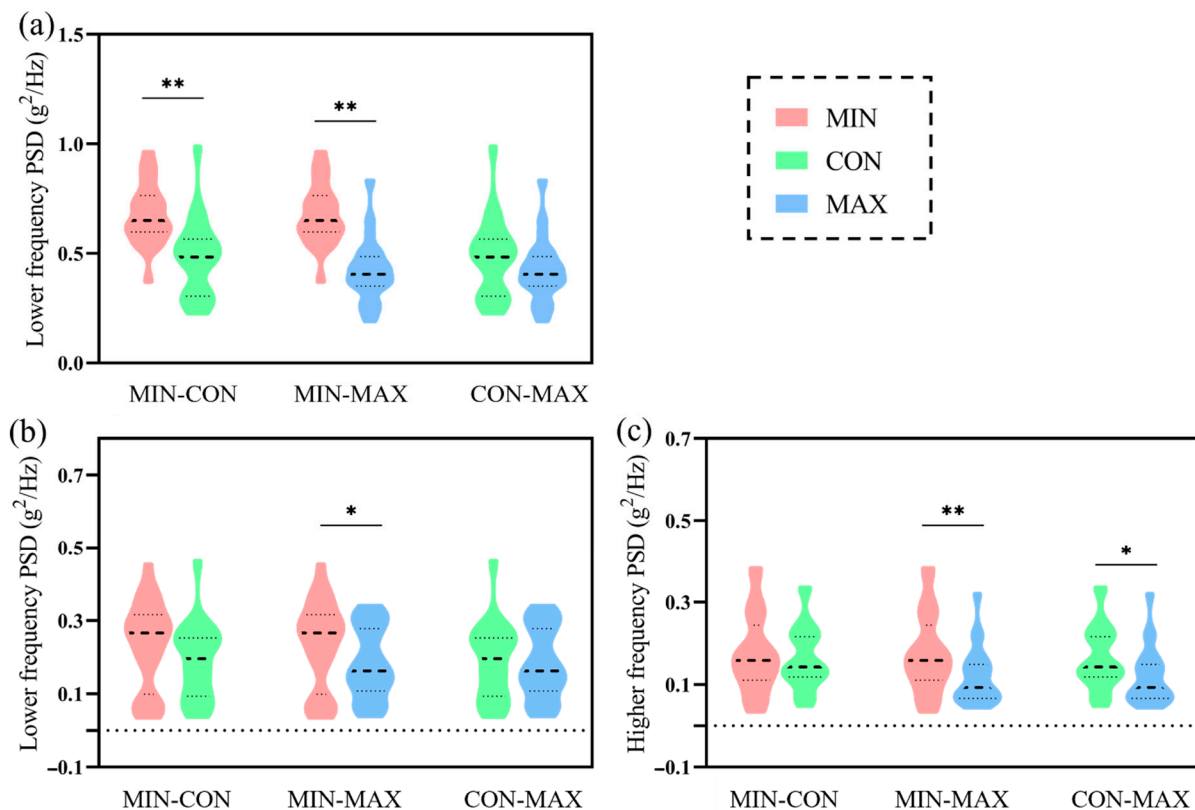 (a)
Lower frequency PSD (g²/Hz)
1.5
1.0
0.5
0.0
**
**
MIN-CON
MIN-MAX
CON-MAX
MIN
CON
MAX
(b)
Lower frequency PSD (g²/Hz)
0.7
0.5
0.3
0.1
−0.1
*
MIN-CON
MIN-MAX
CON-MAX
(c)
Higher frequency PSD (g²/Hz)
0.7
0.5
0.3
0.1
−0.1
**
*
MIN-CON
MIN-MAX
CON-MAX